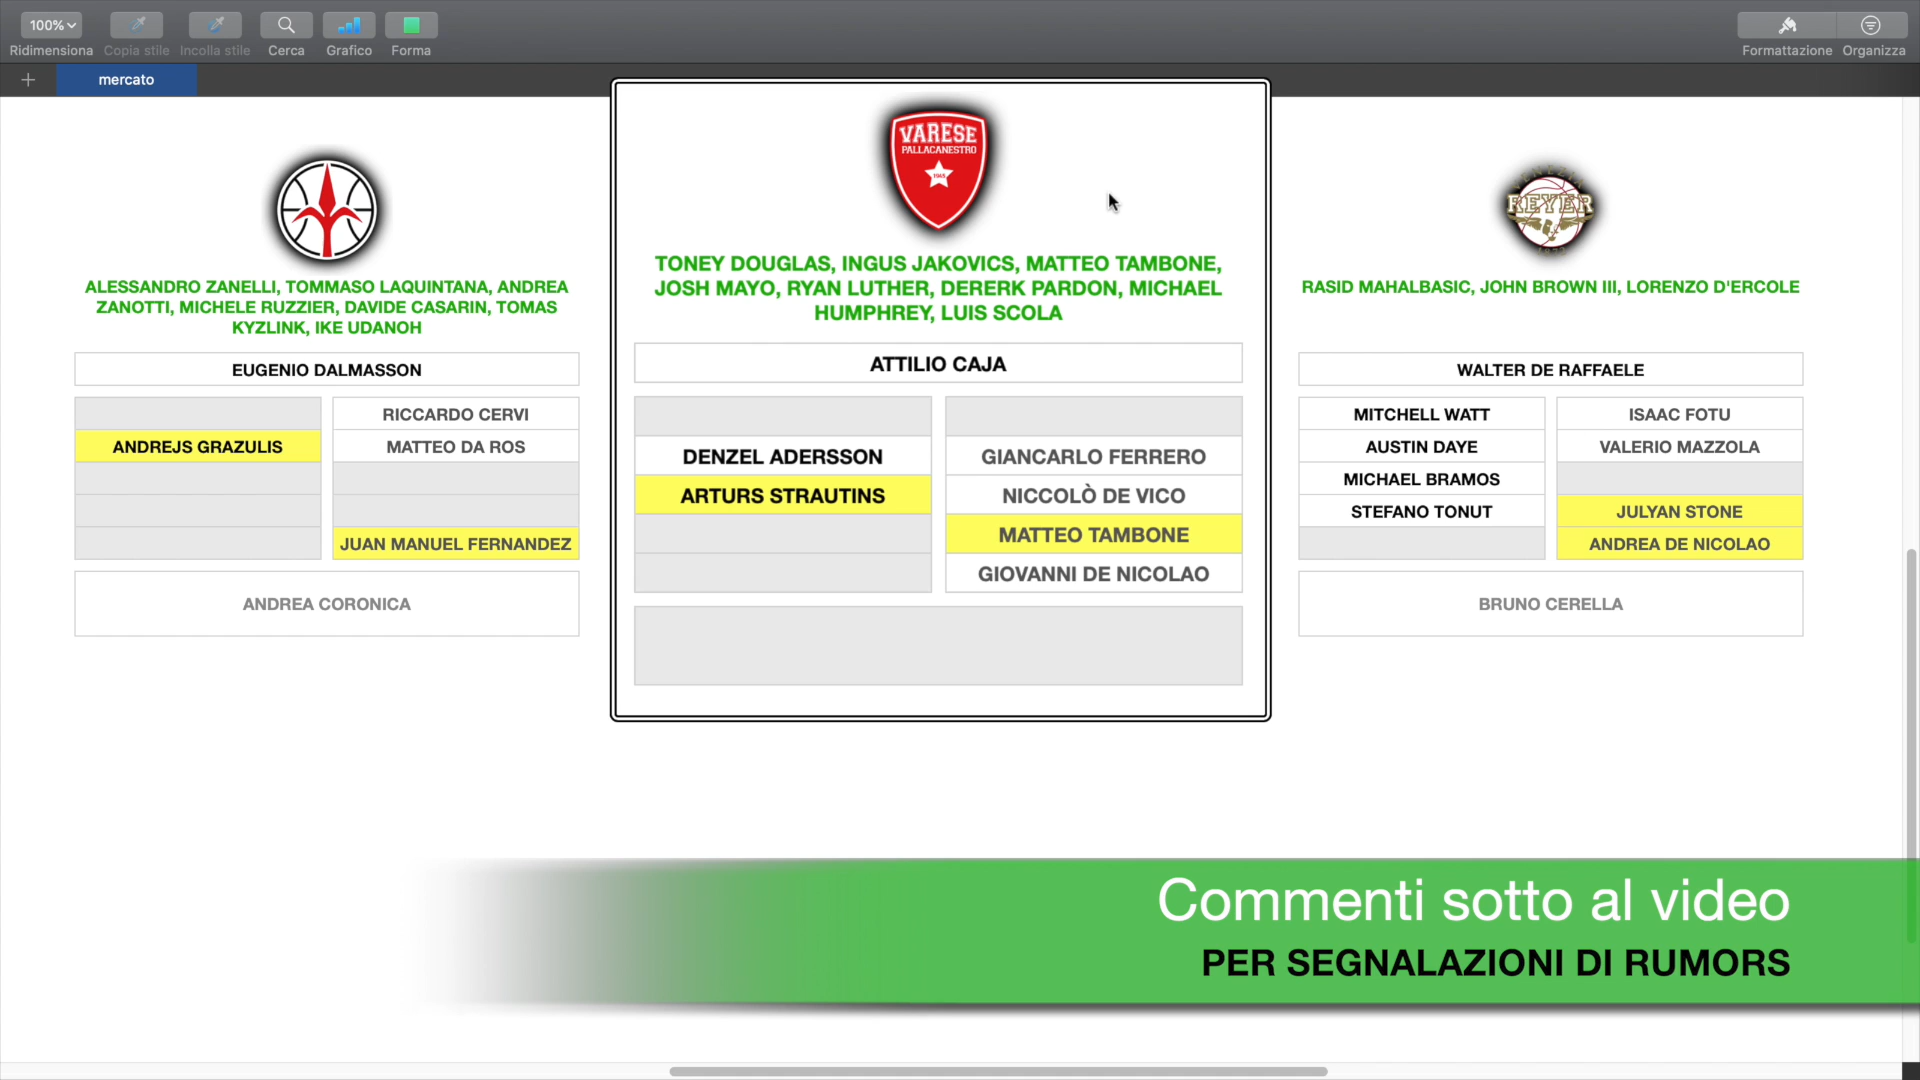 100%
Ridimensiona
Copia stile
Incolla stile
Cerca
Grafico
Forma
Formattazione
Organizza
mercato
ALESSANDRO ZANELLI, TOMMASO LAQUINTANA, ANDREA
ZANOTTI, MICHELE RUZZIER, DAVIDE CASARIN, TOMAS
KYZLINK, IKE UDANOH
EUGENIO DALMASSON
RICCARDO CERVI
ANDREJS GRAZULIS
MATTEO DA ROS
JUAN MANUEL FERNANDEZ
ANDREA CORONICA
VARESE
PALLACANESTRO
1945
TONEY DOUGLAS, INGUS JAKOVICS, MATTEO TAMBONE,
JOSH MAYO, RYAN LUTHER, DERERK PARDON, MICHAEL
HUMPHREY, LUIS SCOLA
ATTILIO CAJA
DENZEL ADERSSON
GIANCARLO FERRERO
ARTURS STRAUTINS
NICCOLÒ DE VICO
MATTEO TAMBONE
GIOVANNI DE NICOLAO
VENEZIA
REYER
1872
RASID MAHALBASIC, JOHN BROWN III, LORENZO D'ERCOLE
WALTER DE RAFFAELE
MITCHELL WATT
ISAAC FOTU
AUSTIN DAYE
VALERIO MAZZOLA
MICHAEL BRAMOS
STEFANO TONUT
JULYAN STONE
ANDREA DE NICOLAO
BRUNO CERELLA
Commenti sotto al video
PER SEGNALAZIONI DI RUMORS